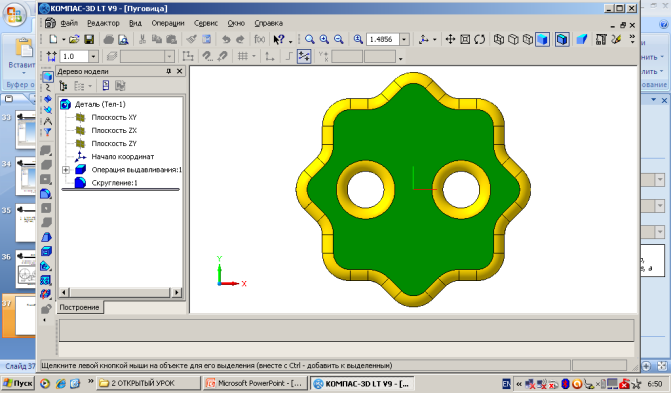 КОМПАС-3D LT V9 - [Пуговица]
Файл Редактор Вид Операции Сервис Окно Справка
1.4856
1.0
Вставить
Буфер о
Дерево модели
Деталь (Тел-1)
Плоскость XY
Плоскость ZX
Плоскость ZY
Начало координат
Операция выдавливания:1
Скругление:1
Построение
33
34
35
36
37
Y
X
Щелкните левой кнопкой мыши на объекте для его выделения (вместе с Ctrl - добавить к выделенным)
Слайд 37
Пуск
2 ОТКРЫТЫЙ УРОК
Microsoft PowerPoint - [...
КОМПАС-3D LT V9 - [...
EN
6:50